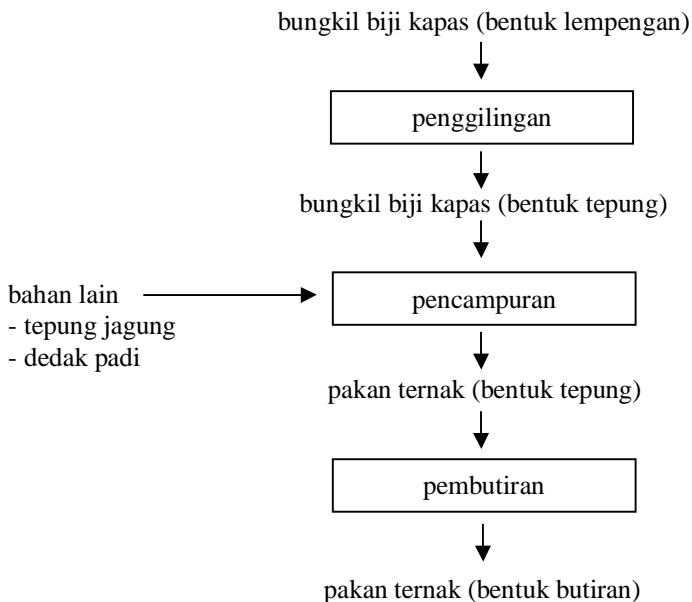 bungkil biji kapas (bentuk lempengan)
penggilingan
bungkil biji kapas (bentuk tepung)
bahan lain
- tepung jagung
- dedak padi
pencampuran
pakan ternak (bentuk tepung)
pembutiran
pakan ternak (bentuk butiran)